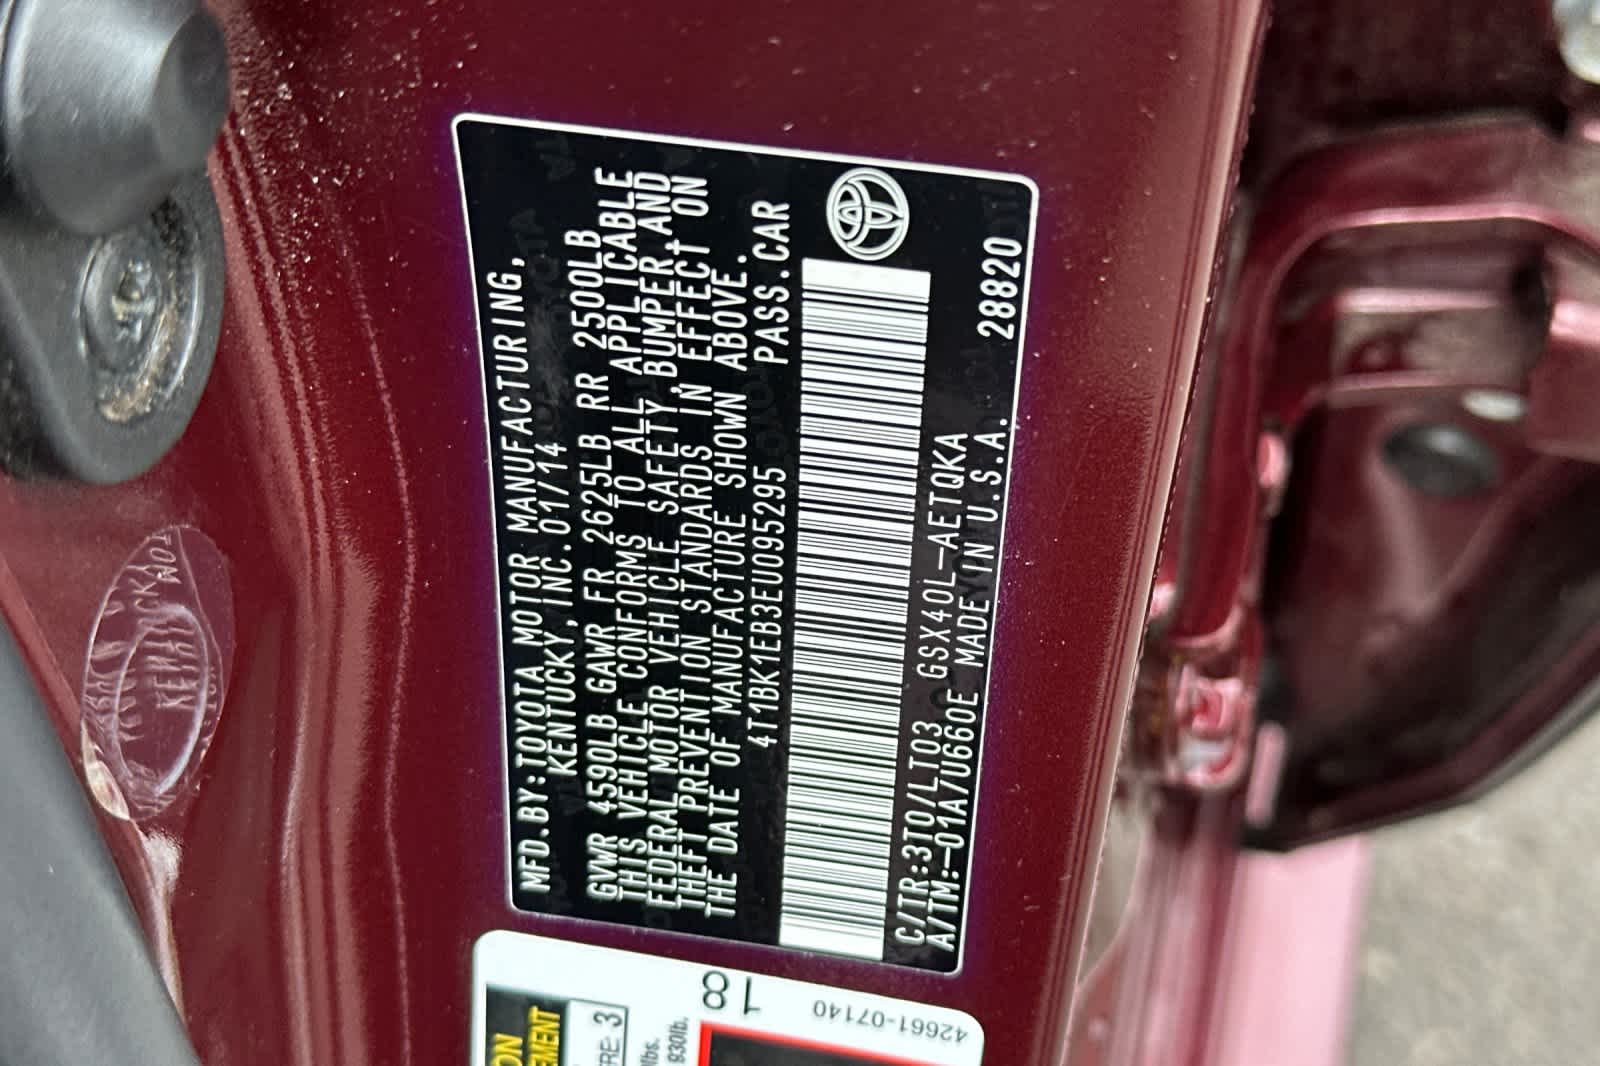 MFD.BY:TOYOTA MOTOR MANUFACTURING,
KENTUCKY,INC.01/14
GVWR 4590LB GAWR FR 2625LB RR 2500LB
THIS VEHICLE CONFORMS TO ALL APPLICABLE
FEDERAL MOTOR VEHICLE SAFETY,BUMPER,AND
THEFT PREVENTION STANDARDS IN EFFECT ON
THE DATE OF MANUFACTURE SHOWN ABOVE.
4T1BK1EB3EU095295 PASS.CAR
C/TR:3T0/LT03 GSX40L-AETQKA
A/TM:-01A/U660E MADE IN U.S.A. 28820
18
42661-07140
930lb.
3
KENTUCKY